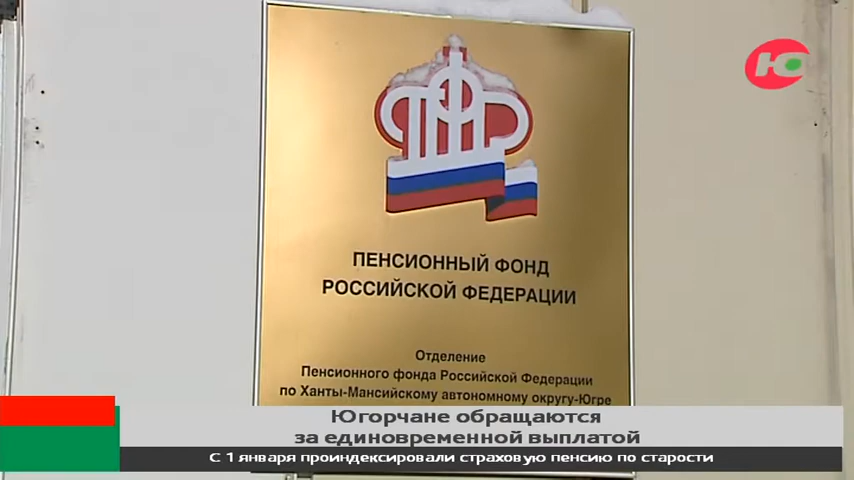 Ю
ПФР
ПЕНСИОННЫЙ ФОНД
РОССИЙСКОЙ ФЕДЕРАЦИИ
Отделение
Пенсионного фонда Российской Федерации
по Ханты-Мансийскому автономному округу-Югре
Югорчане обращаются
за единовременной выплатой
С 1 января проиндексировали страховую пенсию по старости